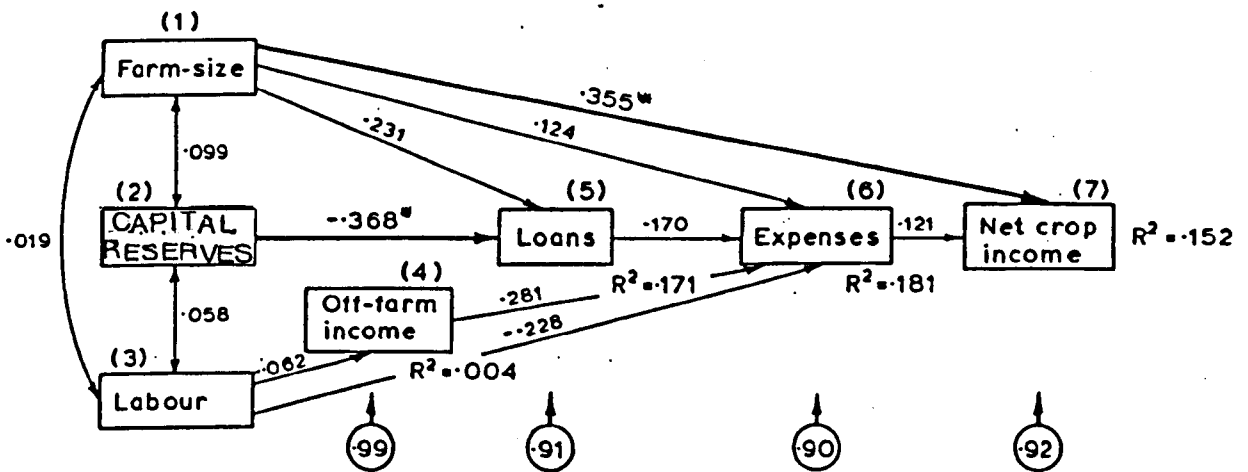 (1)
Farm-size
·355*
·124
·231
·099
(2)
CAPITAL
RESERVES
-·368*
(5)
Loans
·170
(6)
Expenses
·121
(7)
Net crop
income
R² = ·152
·019
R² = ·171
R² = ·181
(4)
Off-farm
income
·281
-·228
·058
(3)
Labour
·062
R² = ·004
·99
·91
·90
·92